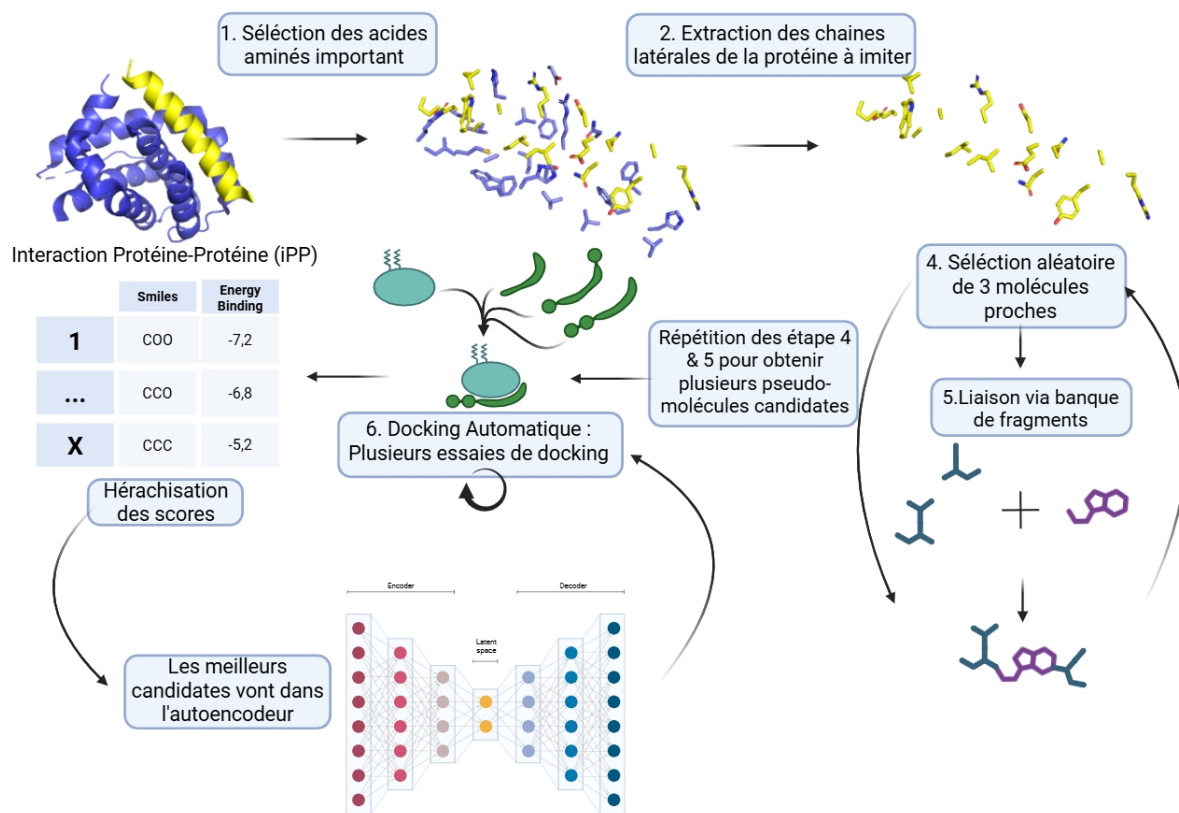 1. Séléction des acides
aminés important
2. Extraction des chaines
latérales de la protéine à imiter
Interaction Protéine-Protéine (iPP)
Smiles
Energy
Binding
1
COO
-7,2
...
CCO
-6,8
X
CCC
-5,2
4. Séléction aléatoire
de 3 molécules
proches
Répétition des étape 4
& 5 pour obtenir
plusieurs pseudo-
molécules candidates
5.Liaison via banque
de fragments
6. Docking Automatique :
Plusieurs essaies de docking
Hérachisation
des scores
Encoder
Decoder
Latent
space
Les meilleurs
candidates vont dans
l'autoencodeur